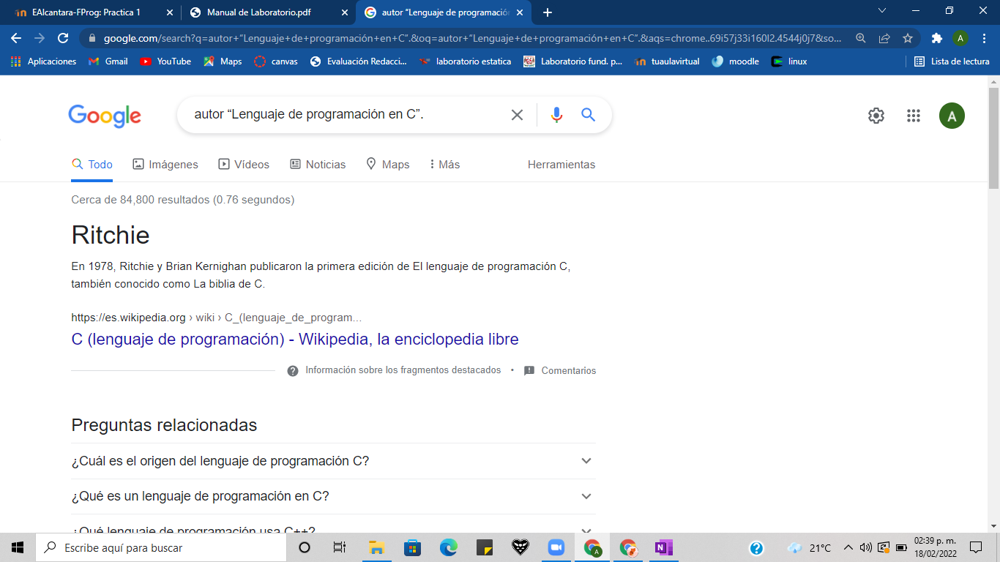 EAlcantara-FProg: Practica 1
Manual de Laboratorio.pdf
autor “Lenguaje de programación
google.com/search?q=autor+“Lenguaje+de+programación+en+C”.&oq=autor+“Lenguaje+de+programación+en+C”.&aqs=chrome..69i57j33i160l2.4544j0j7&so...
A
Aplicaciones
Gmail
YouTube
Maps
canvas
Evaluación Redacci...
laboratorio estatica
Laboratorio fund. p...
tuaulavirtual
moodle
linux
Lista de lectura
Google
autor “Lenguaje de programación en C”.
A
Todo
Imágenes
Vídeos
Noticias
Maps
Más
Herramientas
Cerca de 84,800 resultados (0.76 segundos)
Ritchie
En 1978, Ritchie y Brian Kernighan publicaron la primera edición de El lenguaje de programación C,
también conocido como La biblia de C.
https://es.wikipedia.org › wiki › C_(lenguaje_de_program...
C (lenguaje de programación) - Wikipedia, la enciclopedia libre
Información sobre los fragmentos destacados • Comentarios
Preguntas relacionadas
¿Cuál es el origen del lenguaje de programación C?
¿Qué es un lenguaje de programación en C?
¿Qué lenguaje de programación usa C++?
Escribe aquí para buscar
21°C
02:39 p. m.
18/02/2022